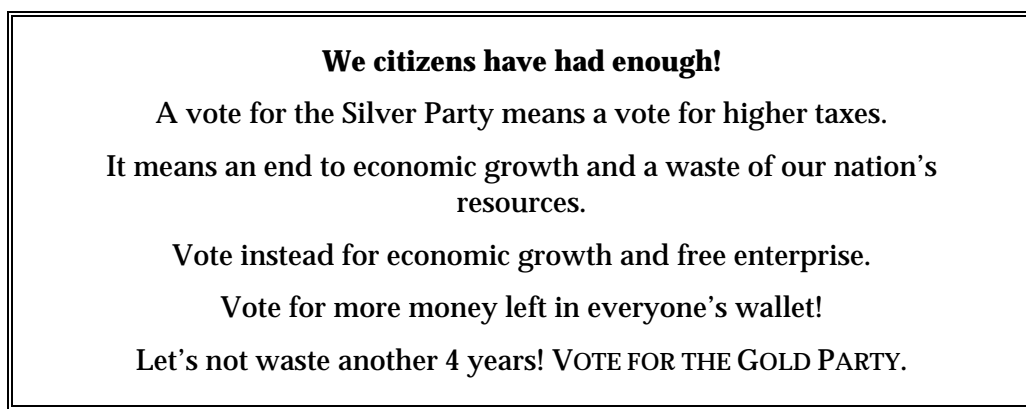 We citizens have had enough!
A vote for the Silver Party means a vote for higher taxes.
It means an end to economic growth and a waste of our nation’s
resources.
Vote instead for economic growth and free enterprise.
Vote for more money left in everyone’s wallet!
Let’s not waste another 4 years! VOTE FOR THE GOLD PARTY.